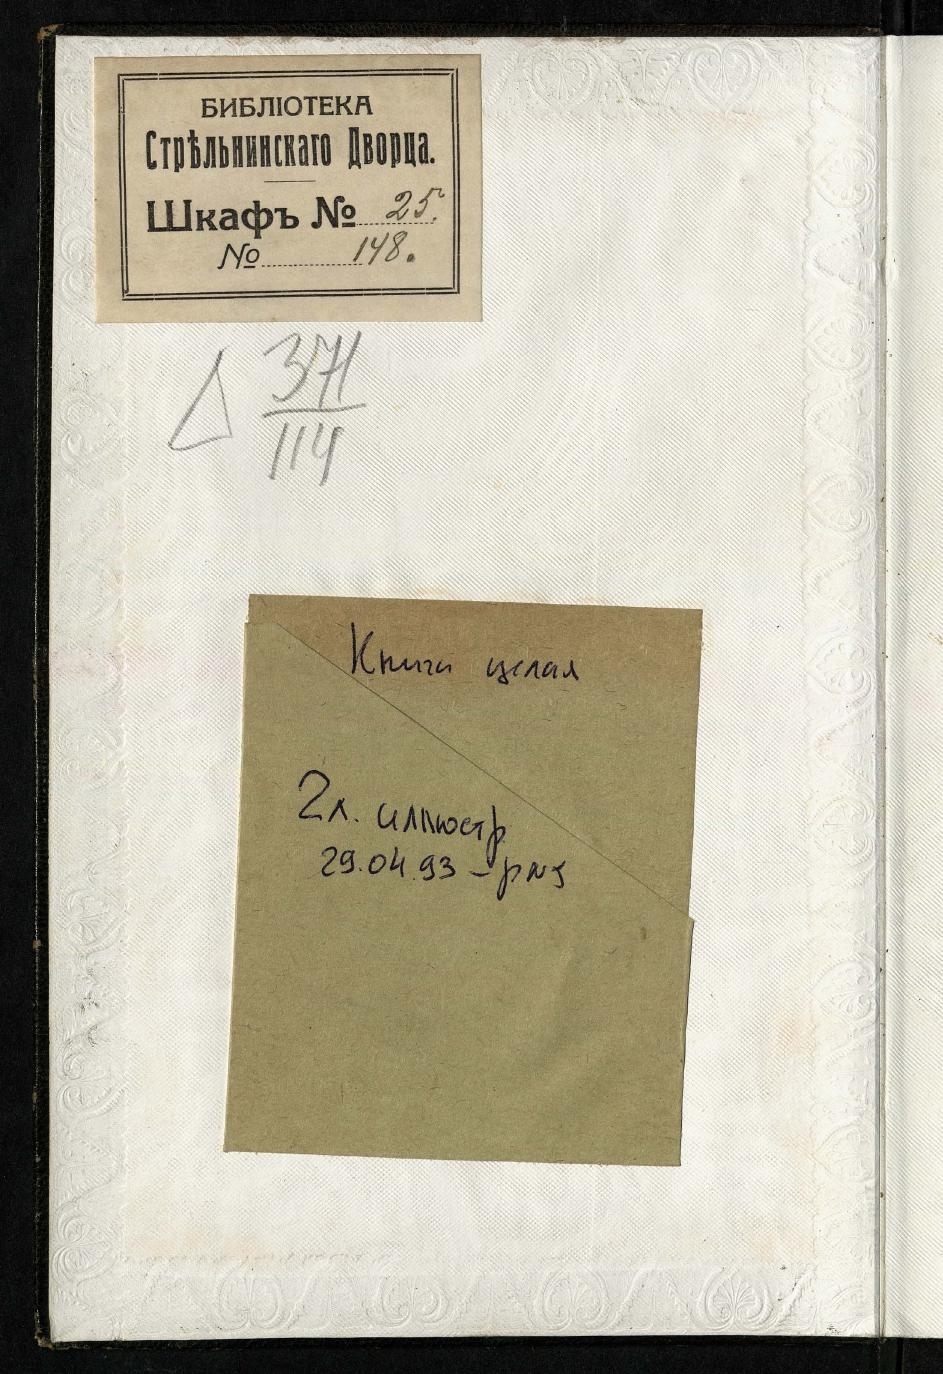 БИБЛІОТЕКА
Стрѣльнинскаго Дворца.
Шкафъ № 25.
№ 148.
Δ 371
114
Книга целая
2 л. иллюстр
29.04.93 –